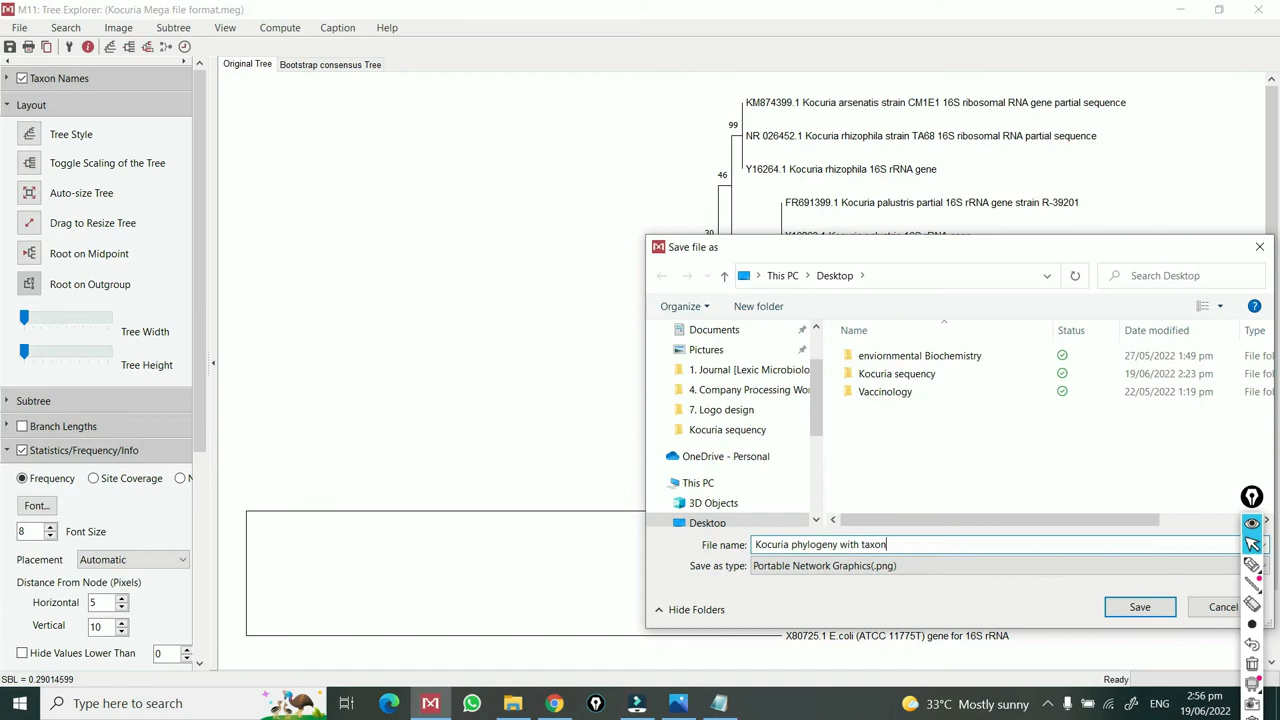 M11: Tree Explorer: (Kocuria Mega file format.meg)
File Search Image Subtree View Compute Caption Help
Original Tree Bootstrap consensus Tree
Taxon Names
Layout
Tree Style
Toggle Scaling of the Tree
Auto-size Tree
Drag to Resize Tree
Root on Midpoint
Root on Outgroup
Tree Width
Tree Height
Subtree
Branch Lengths
Statistics/Frequency/Info
Frequency Site Coverage N
Font...
8 Font Size
Placement Automatic
Distance From Node (Pixels)
Horizontal 5
Vertical 10
Hide Values Lower Than 0
SBL = 0.29014599
KM874399.1 Kocuria arsenatis strain CM1E1 16S ribosomal RNA gene partial sequence
99
NR 026452.1 Kocuria rhizophila strain TA68 16S ribosomal RNA partial sequence
Y16264.1 Kocuria rhizophila 16S rRNA gene
46
FR691399.1 Kocuria palustris partial 16S rRNA gene strain R-39201
X80725.1 E.coli (ATCC 11775T) gene for 16S rRNA
Save file as
This PC Desktop
Search Desktop
Organize New folder
Documents
Pictures
1. Journal [Lexic Microbiolo
4. Company Processing Wor
7. Logo design
Kocuria sequency
OneDrive - Personal
This PC
3D Objects
Desktop
Name Status Date modified Type
enviornmental Biochemistry 27/05/2022 1:49 pm File fol
Kocuria sequency 19/06/2022 2:23 pm File fol
Vaccinology 22/05/2022 1:19 pm File fol
File name: Kocuria phylogeny with taxon
Save as type: Portable Network Graphics(.png)
Hide Folders
Save Cancel
Ready
Type here to search
33°C Mostly sunny
ENG
2:56 pm
19/06/2022